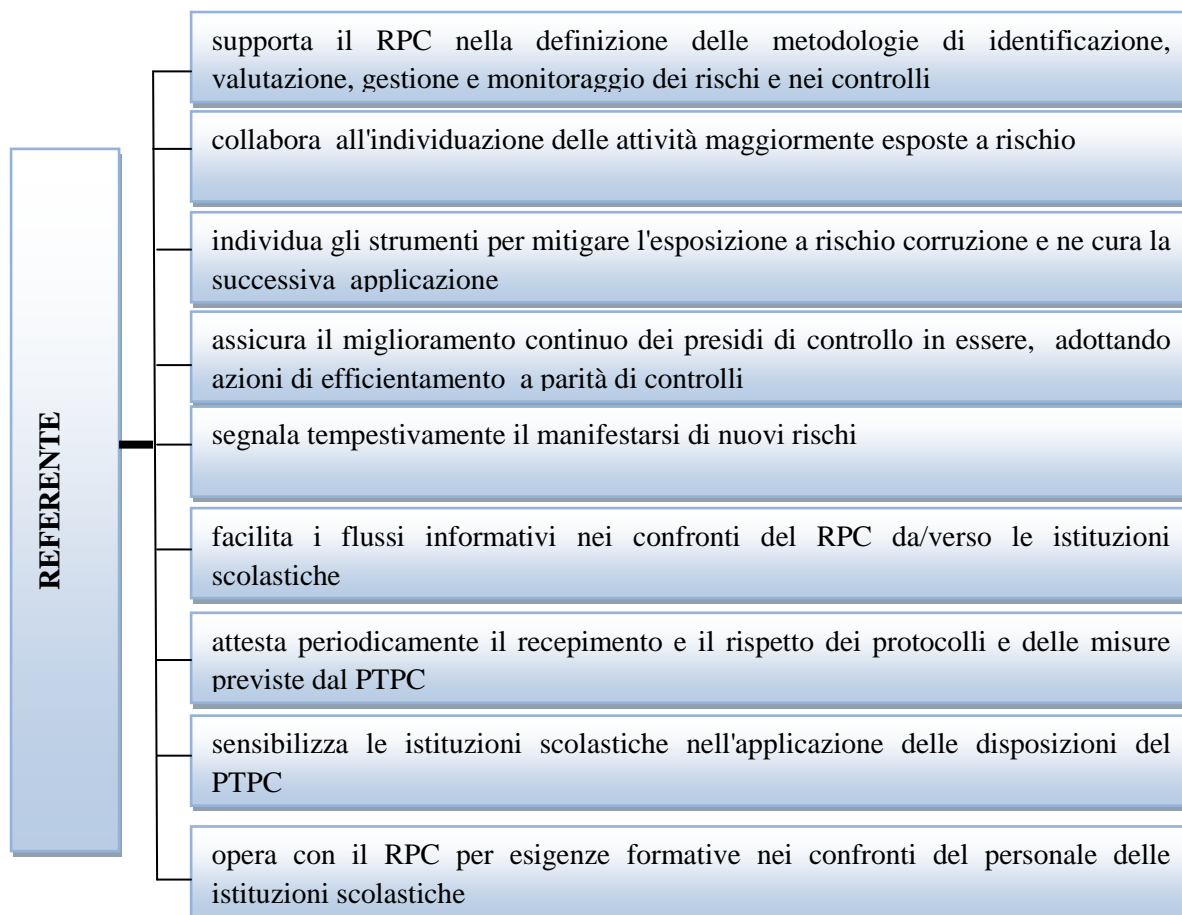 REFERENTE
supporta il RPC nella definizione delle metodologie di identificazione,
valutazione, gestione e monitoraggio dei rischi e nei controlli
collabora all'individuazione delle attività maggiormente esposte a rischio
individua gli strumenti per mitigare l'esposizione a rischio corruzione e ne cura la
successiva applicazione
assicura il miglioramento continuo dei presidi di controllo in essere, adottando
azioni di efficientamento a parità di controlli
segnala tempestivamente il manifestarsi di nuovi rischi
facilita i flussi informativi nei confronti del RPC da/verso le istituzioni
scolastiche
attesta periodicamente il recepimento e il rispetto dei protocolli e delle misure
previste dal PTPC
sensibilizza le istituzioni scolastiche nell'applicazione delle disposizioni del
PTPC
opera con il RPC per esigenze formative nei confronti del personale delle
istituzioni scolastiche